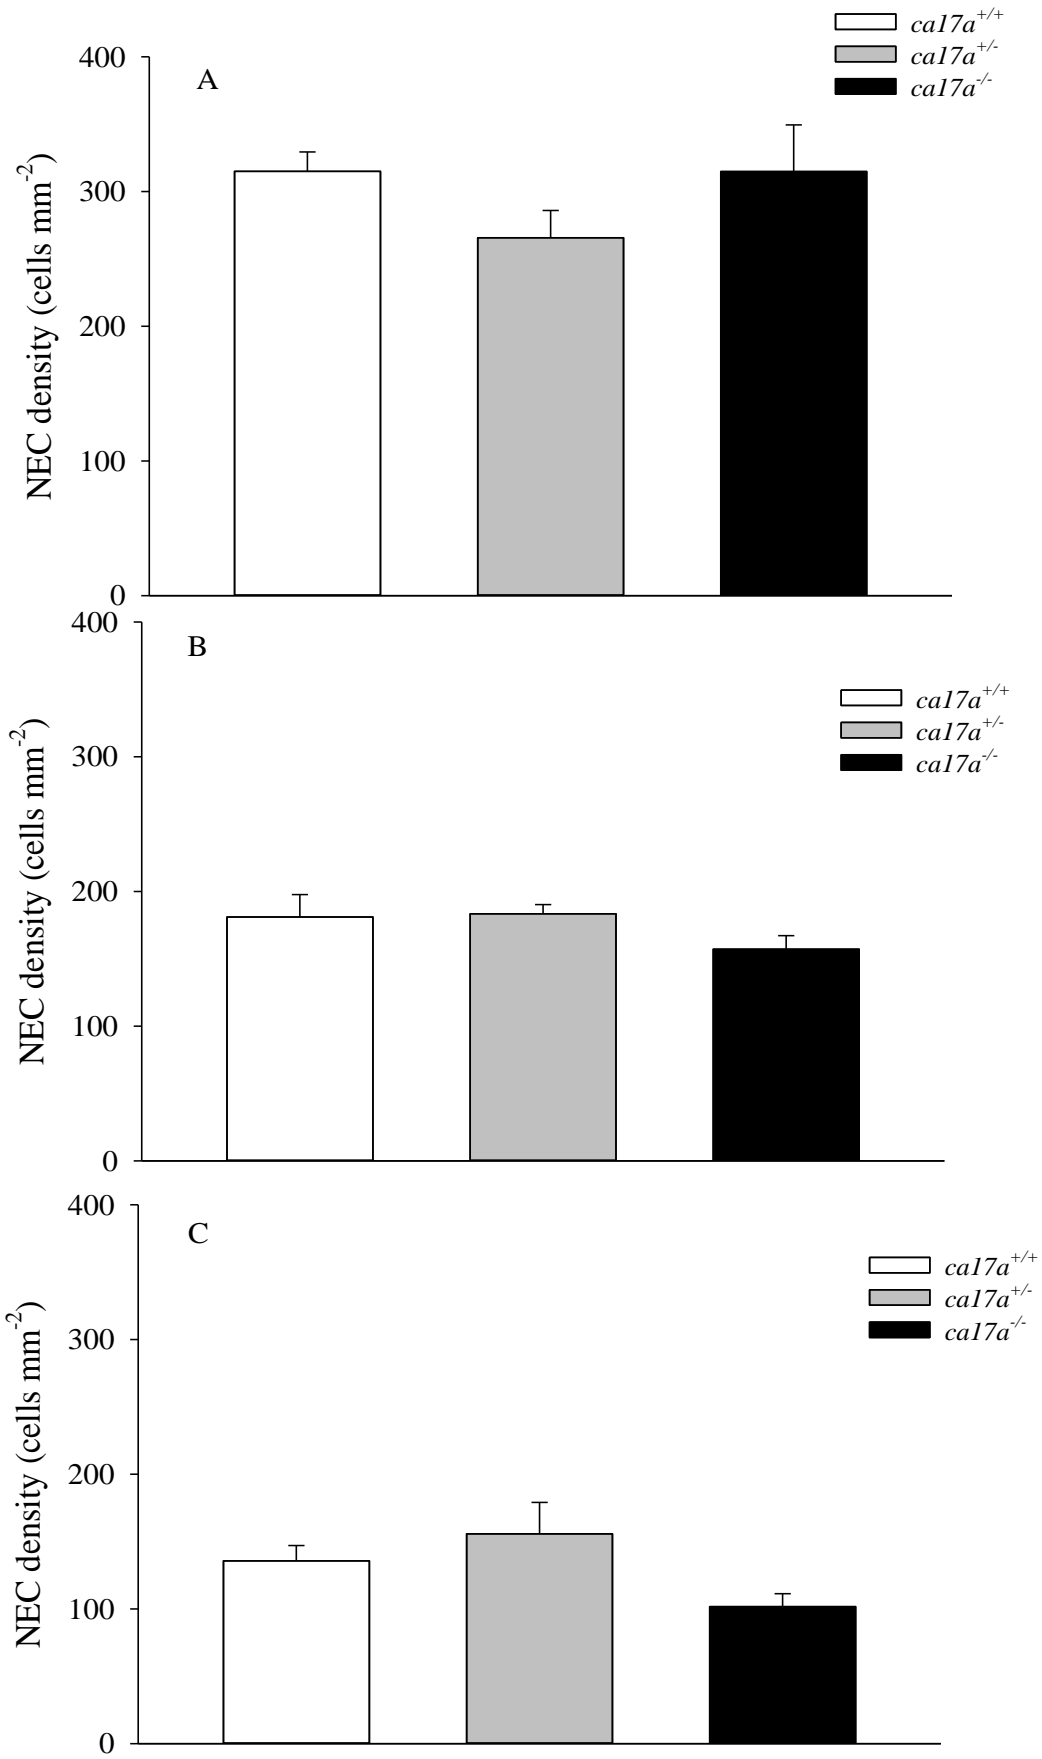 ca17a+/+
ca17a+/-
ca17a-/-
A
NEC density (cells mm-2)
400
300
200
100
0
B
ca17a+/+
ca17a+/-
ca17a-/-
NEC density (cells mm-2)
400
300
200
100
0
C
ca17a+/+
ca17a+/-
ca17a-/-
NEC density (cells mm-2)
400
300
200
100
0